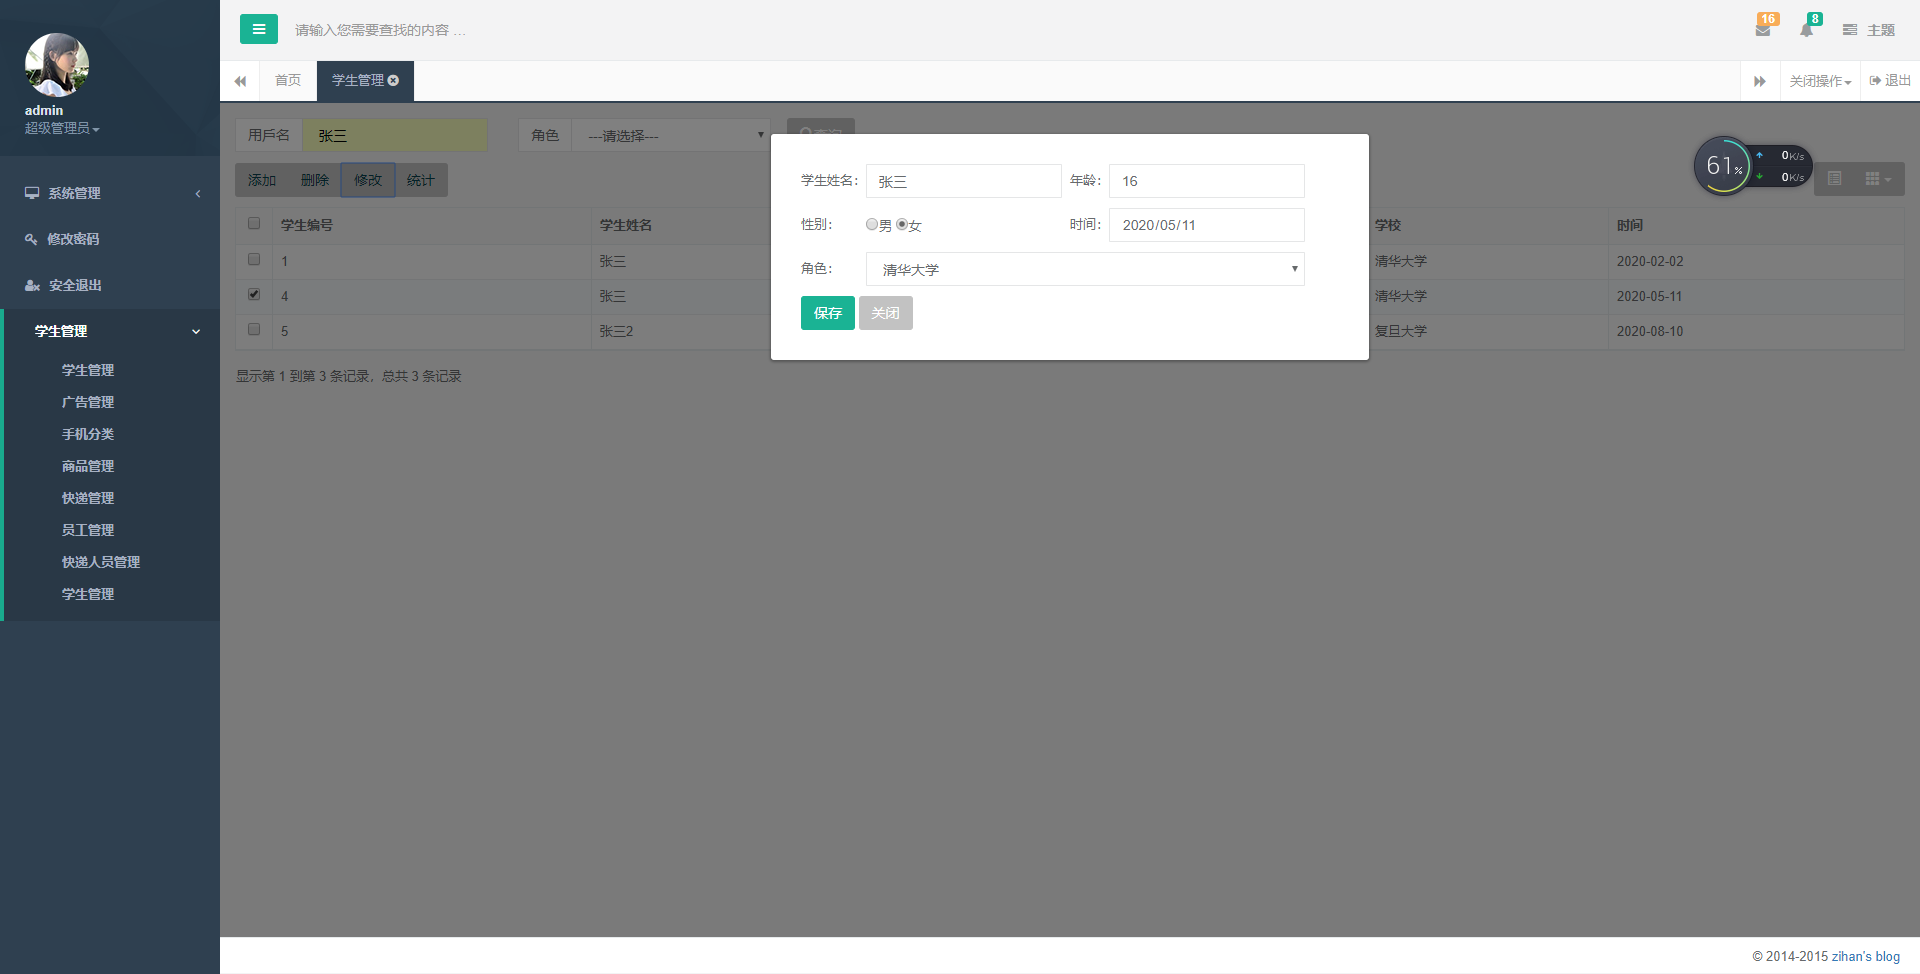 请输入您需要查找的内容 …
16
8
主题
admin
超级管理员
首页
学生管理
关闭操作
退出
系统管理
修改密码
安全退出
学生管理
学生管理
广告管理
手机分类
商品管理
快递管理
员工管理
快递人员管理
学生管理
用戶名 张三 角色 ---请选择--- 查询
添加 删除 修改 统计
学生编号 学生姓名 学校 时间
1 张三 清华大学 2020-02-02
4 张三 清华大学 2020-05-11
5 张三2 复旦大学 2020-08-10
显示第 1 到第 3 条记录，总共 3 条记录
学生姓名： 张三 年龄： 16
性别： 男 女 时间： 2020/05/11
角色： 清华大学
保存 关闭
61%
0K/s
0K/s
© 2014-2015 zihan's blog